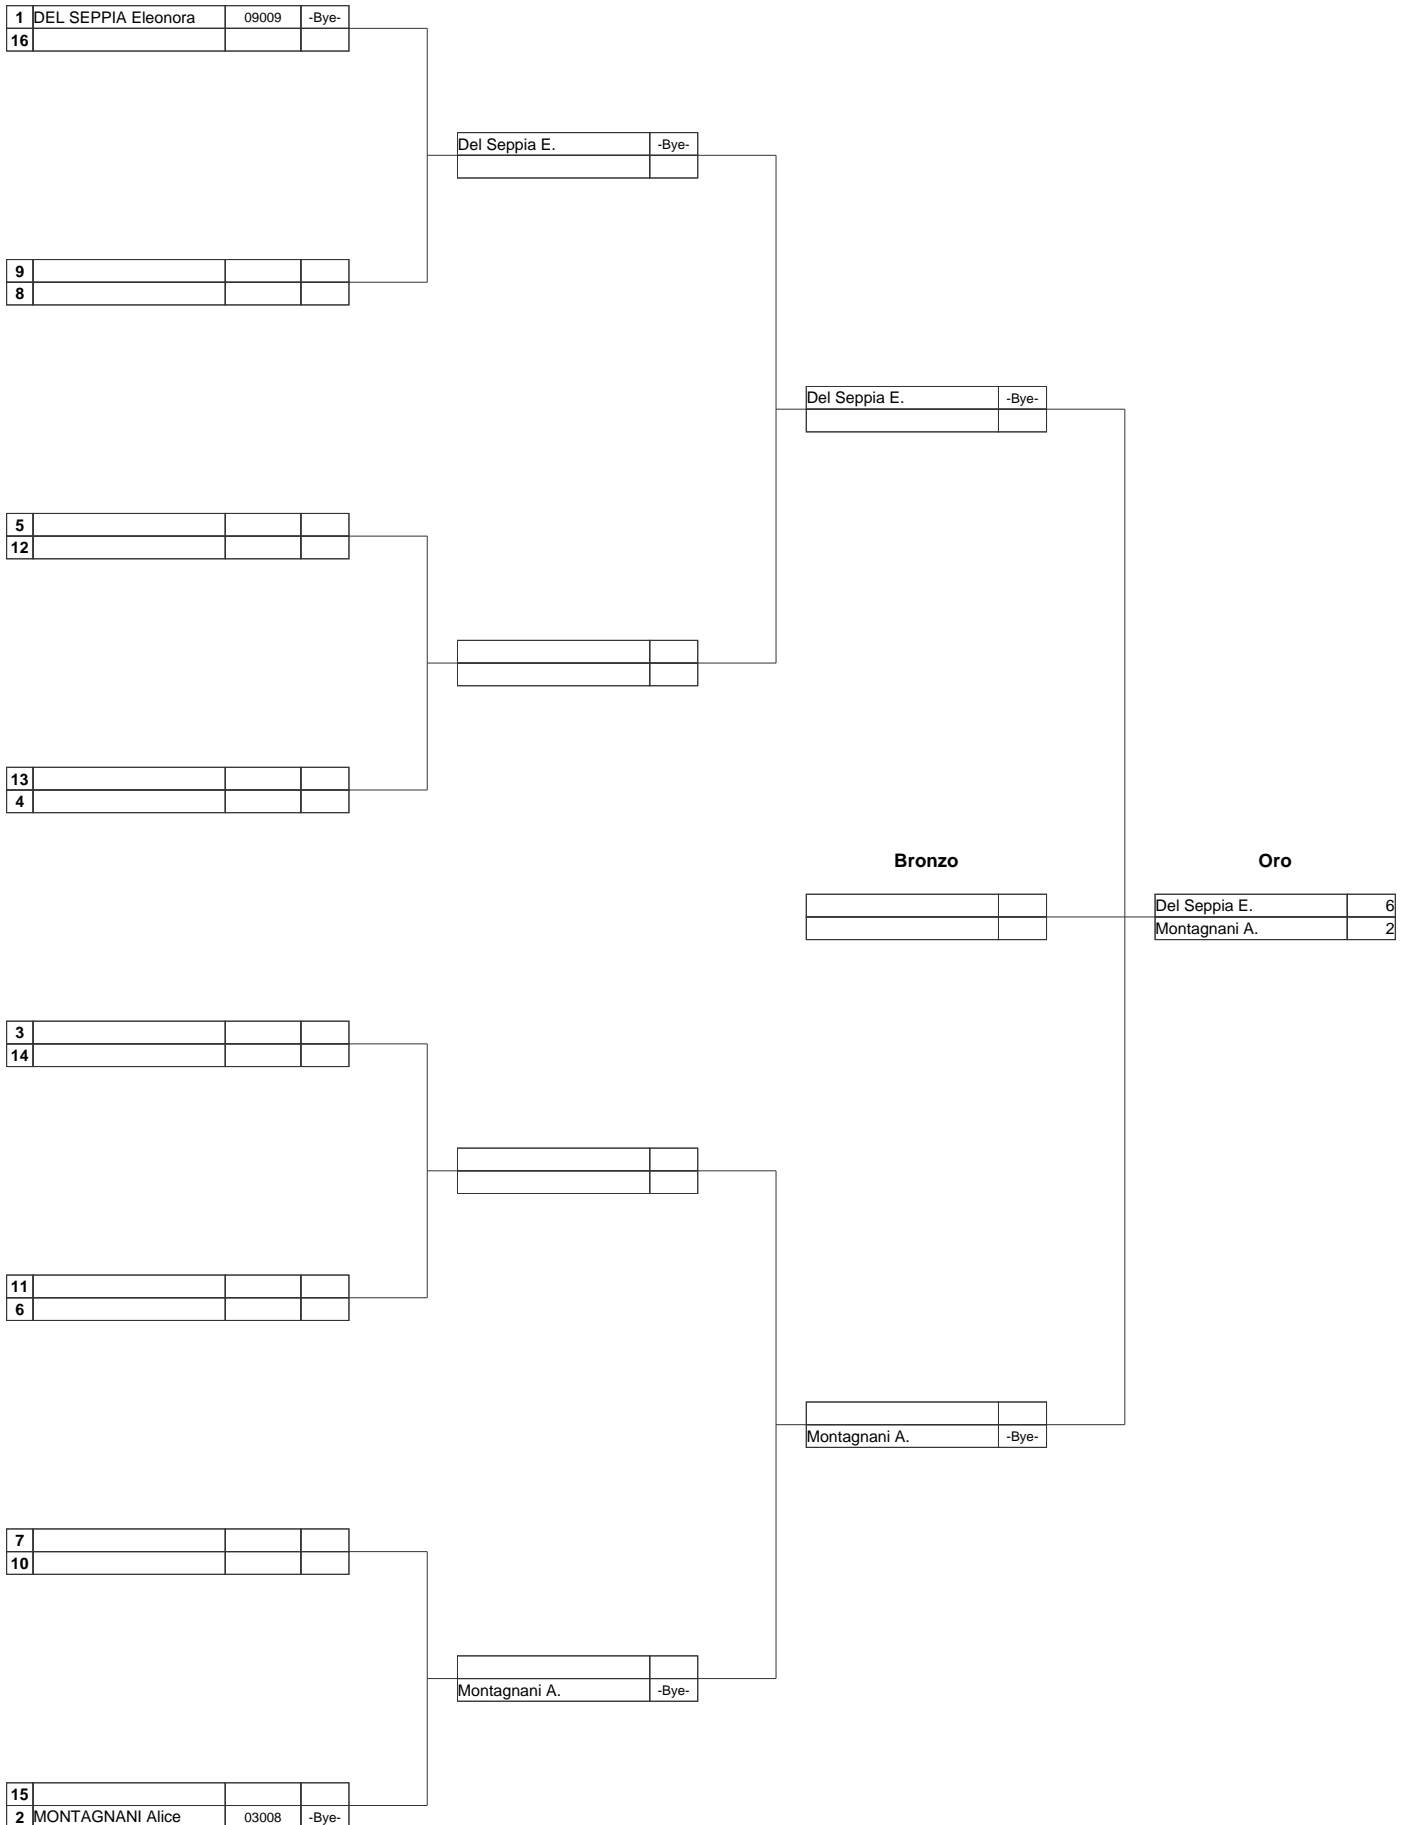 1 DEL SEPPIA Eleonora 09009 -Bye-
16
Del Seppia E. -Bye-
9
8
Del Seppia E. -Bye-
5
12
13
4
Bronzo Oro
Del Seppia E. 6
Montagnani A. 2
3
14
11
6
Montagnani A. -Bye-
7
10
Montagnani A. -Bye-
15
2 MONTAGNANI Alice 03008 -Bye-